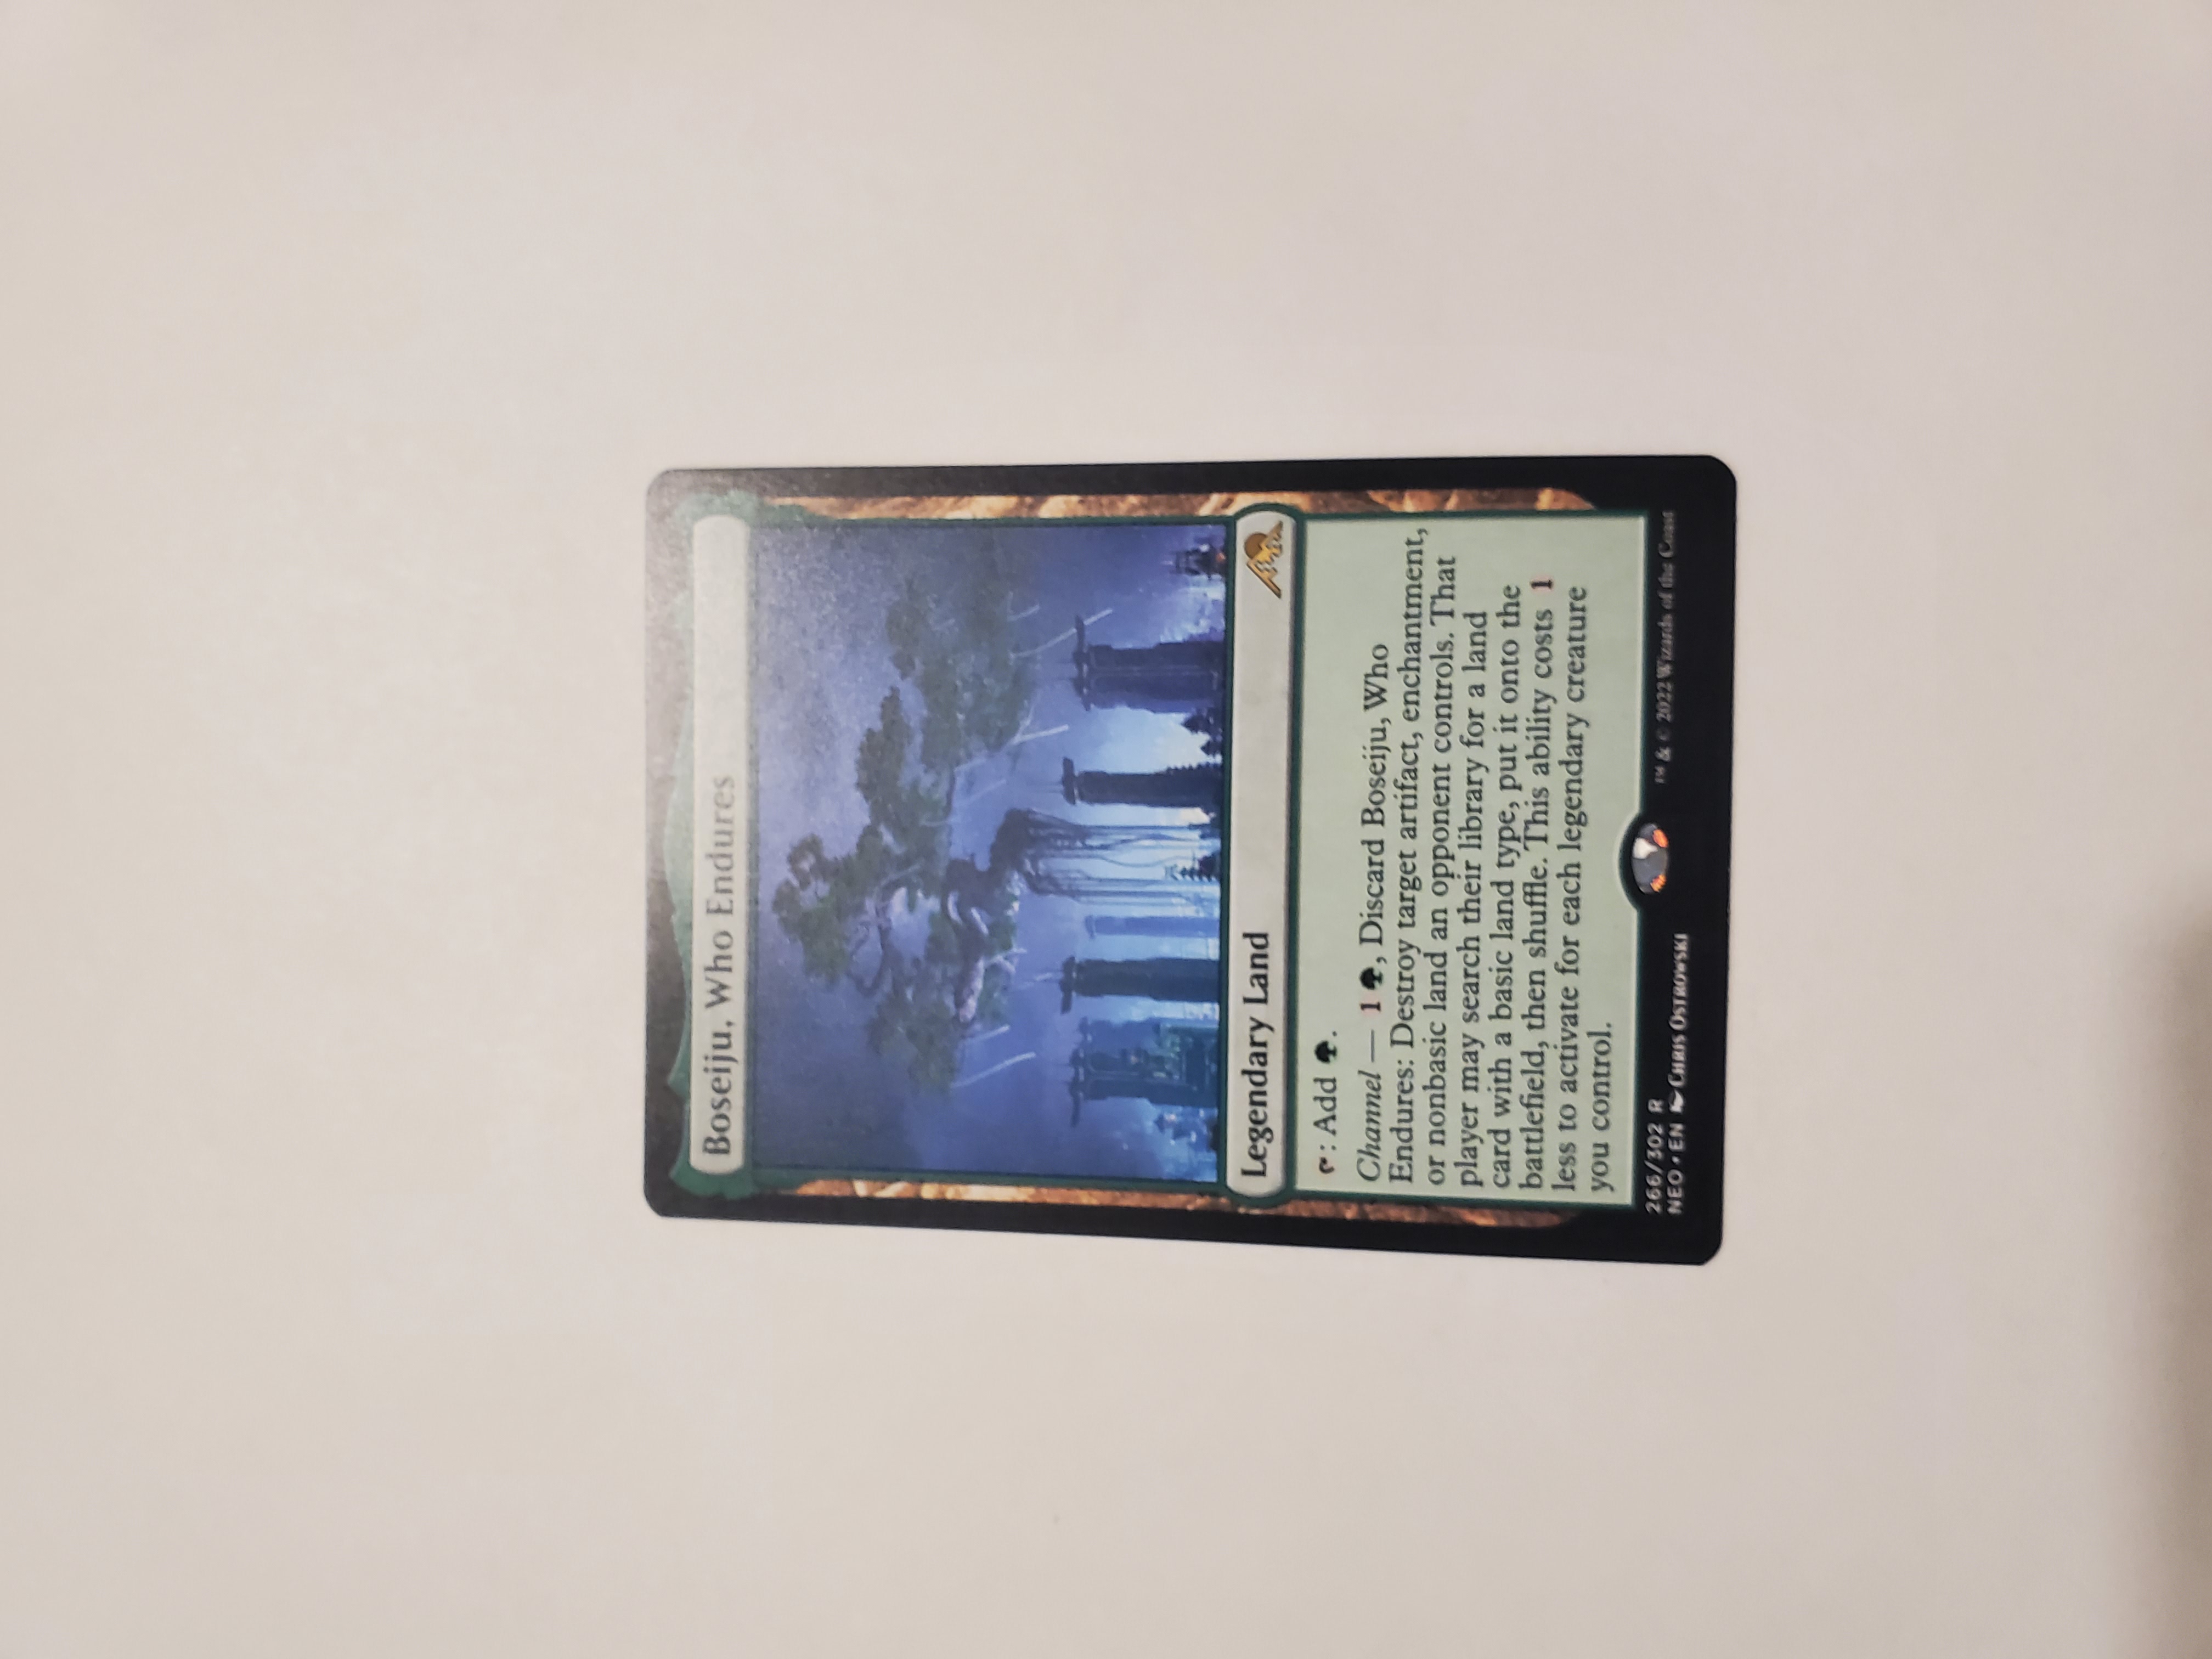 Boseiju, Who Endures
Legendary Land
: Add .
Channel — 1 , Discard Boseiju, Who
Endures: Destroy target artifact, enchantment,
or nonbasic land an opponent controls. That
player may search their library for a land
card with a basic land type, put it onto the
battlefield, then shuffle. This ability costs 1
less to activate for each legendary creature
you control.
266/302 R
NEO • EN Chris Ostrowski
™ & © 2022 Wizards of the Coast